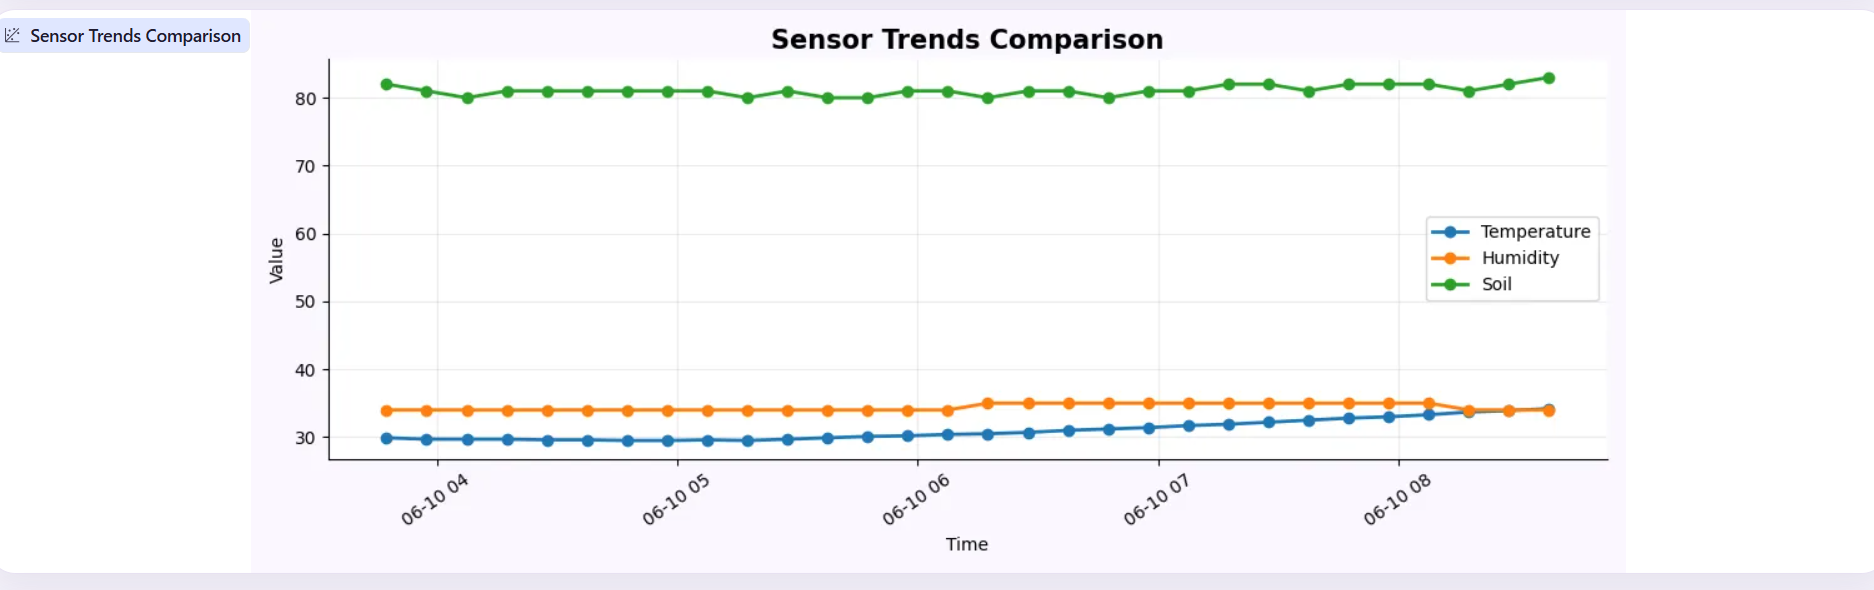 Sensor Trends Comparison
Sensor Trends Comparison
80
70
60
50
40
30
Value
Temperature
Humidity
Soil
06-10 04
06-10 05
06-10 06
06-10 07
06-10 08
Time